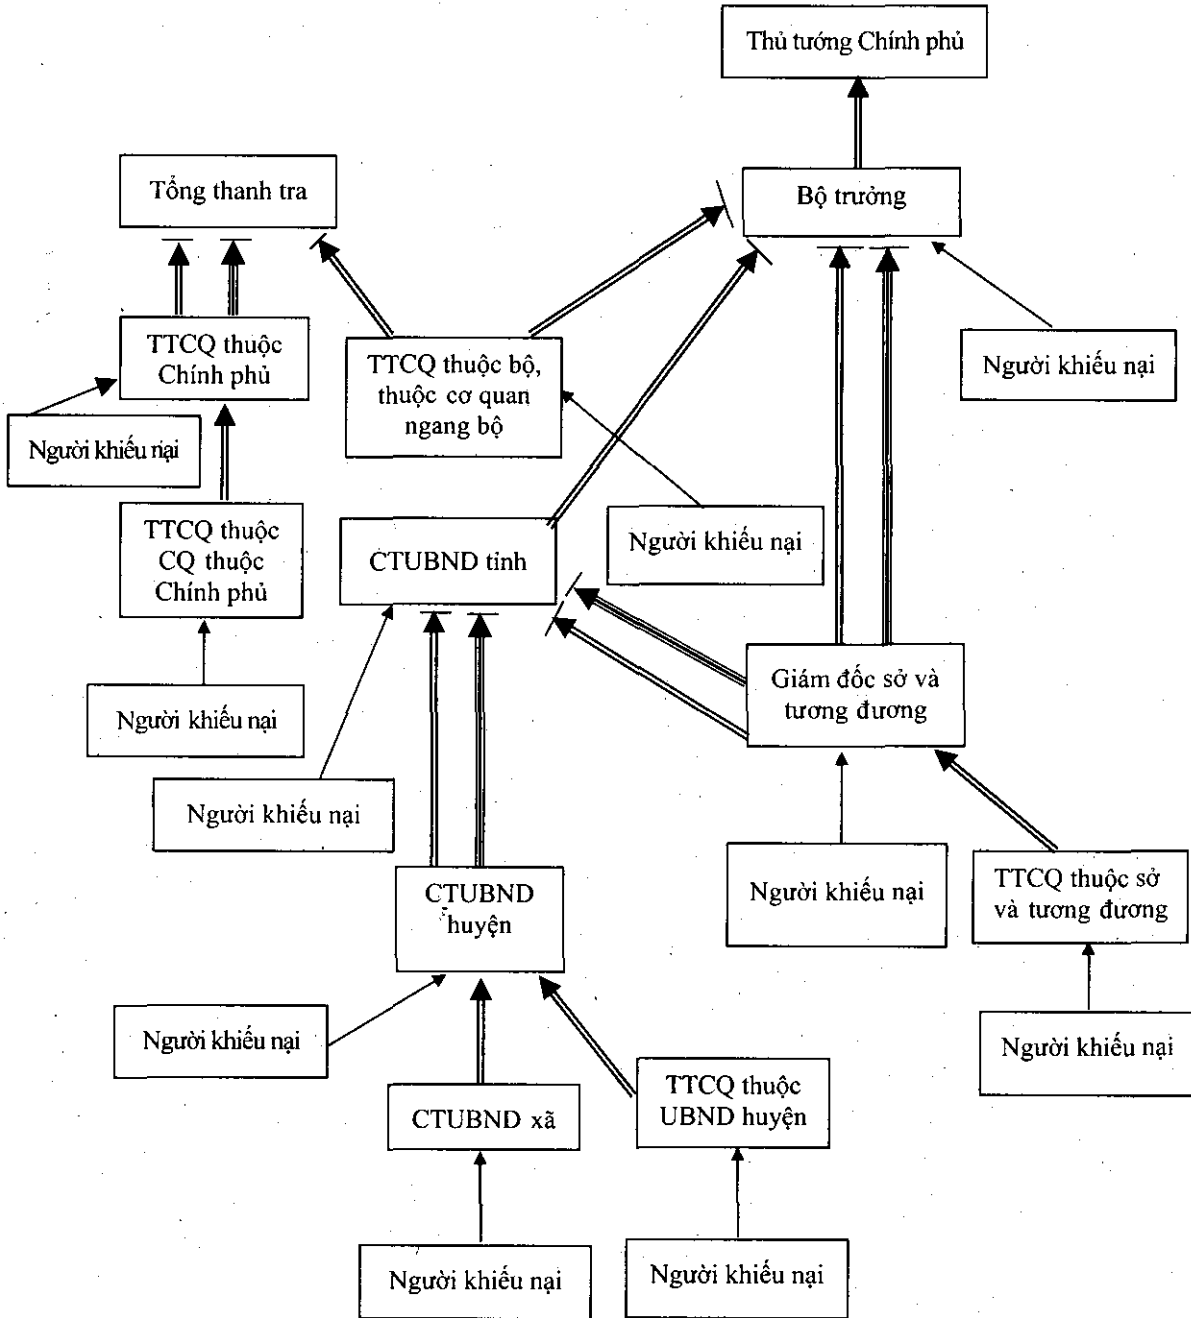 Thủ tướng Chính phủ
Tổng thanh tra
Bộ trưởng
TTCQ thuộc
Chính phủ
TTCQ thuộc bộ,
thuộc cơ quan
ngang bộ
Người khiếu nại
Người khiếu nại
TTCQ thuộc
CQ thuộc
Chính phủ
CTUBND tỉnh
Người khiếu nại
Người khiếu nại
Giám đốc sở và
tương đương
Người khiếu nại
CTUBND
huyện
Người khiếu nại
TTCQ thuộc sở
và tương đương
Người khiếu nại
Người khiếu nại
CTUBND xã
TTCQ thuộc
UBND huyện
Người khiếu nại
Người khiếu nại